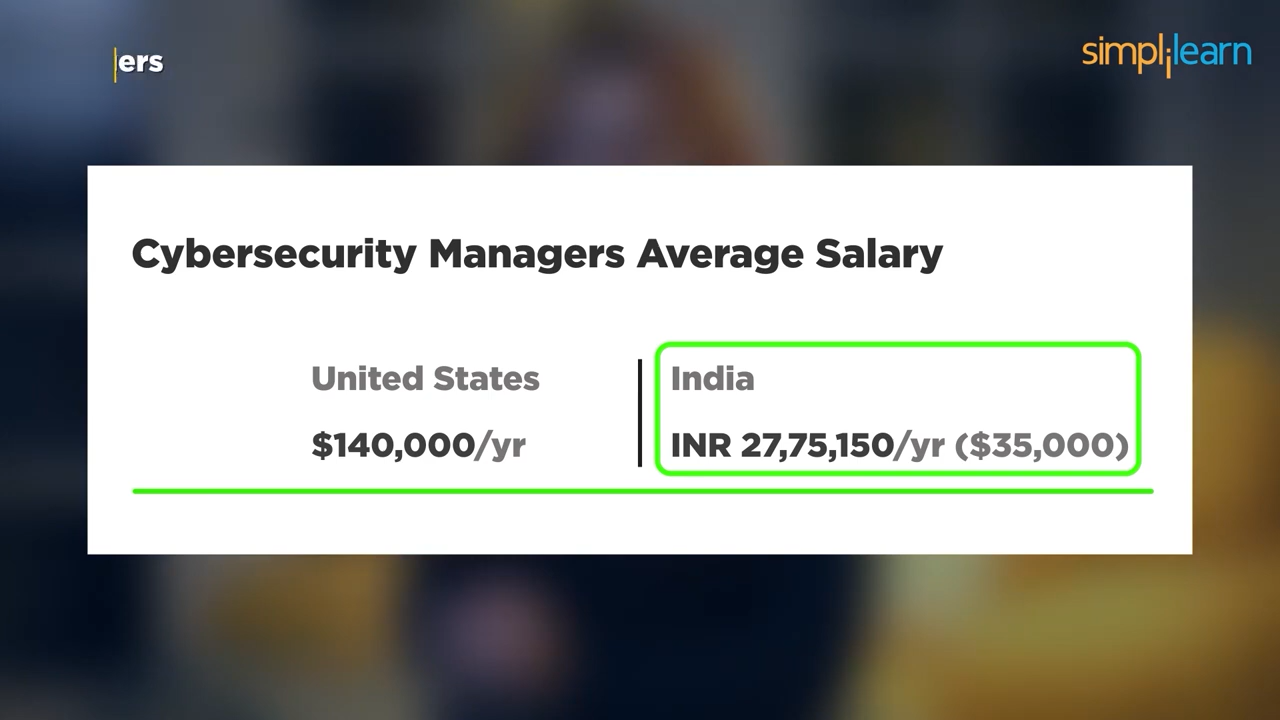 ers
simplilearn
Cybersecurity Managers Average Salary
United States
India
$140,000/yr
INR 27,75,150/yr ($35,000)